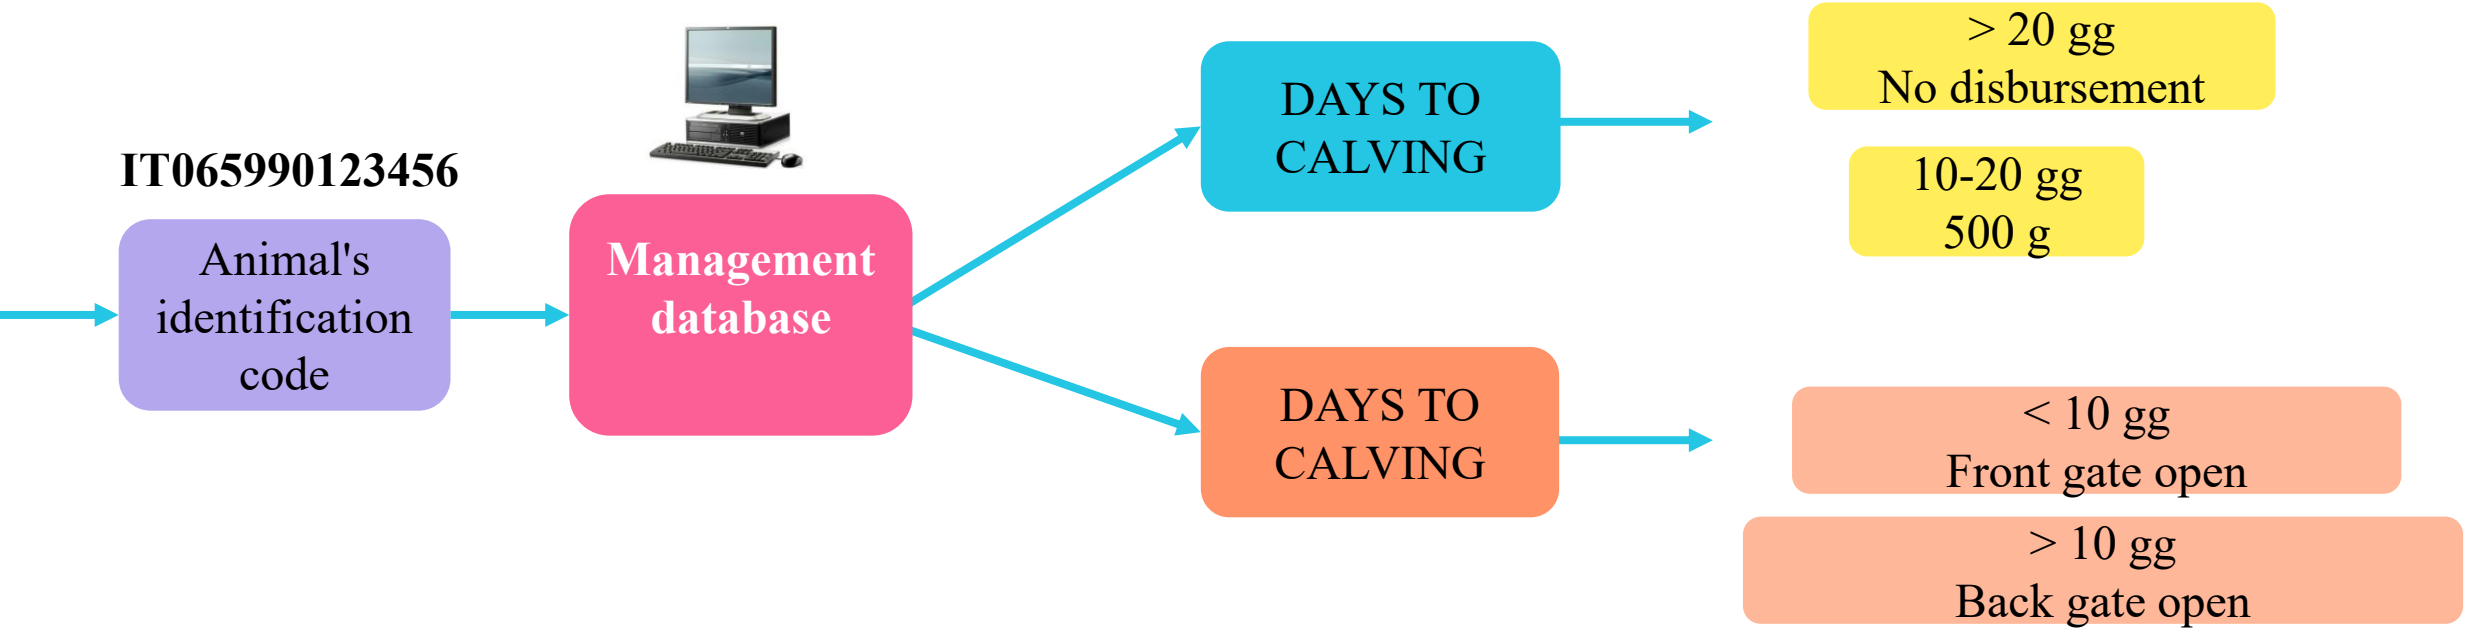 IT065990123456
Animal's
identification
code
Management
database
DAYS TO
CALVING
> 20 gg
No disbursement
10-20 gg
500 g
DAYS TO
CALVING
< 10 gg
Front gate open
> 10 gg
Back gate open